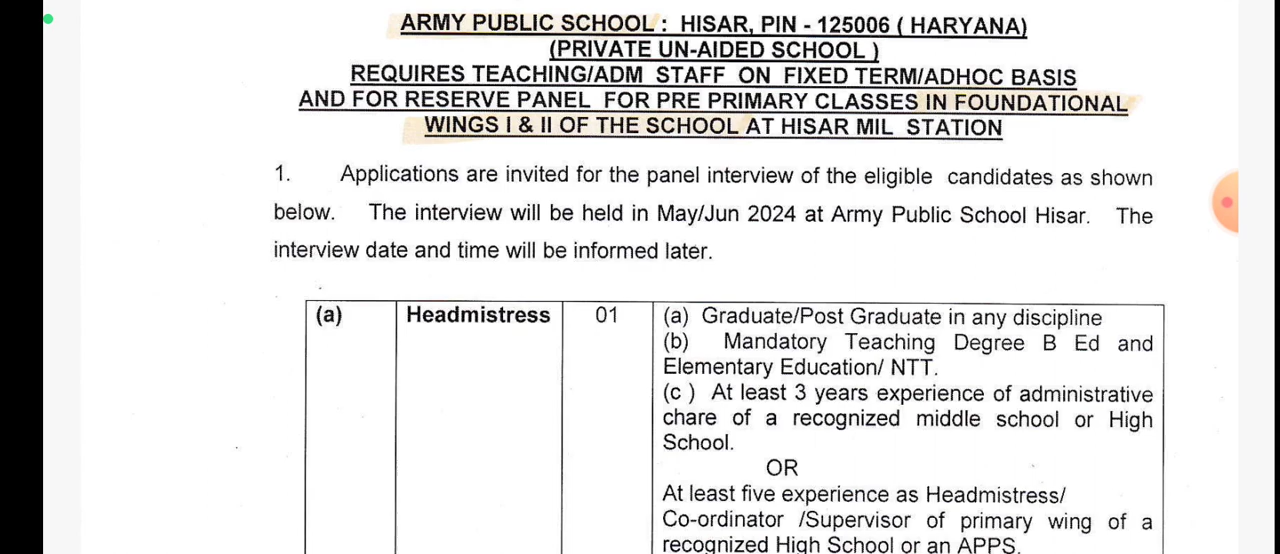 ARMY PUBLIC SCHOOL : HISAR, PIN - 125006 ( HARYANA)
(PRIVATE UN-AIDED SCHOOL )
REQUIRES TEACHING/ADM STAFF ON FIXED TERM/ADHOC BASIS
AND FOR RESERVE PANEL FOR PRE PRIMARY CLASSES IN FOUNDATIONAL
WINGS I & II OF THE SCHOOL AT HISAR MIL STATION
1. Applications are invited for the panel interview of the eligible candidates as shown
below. The interview will be held in May/Jun 2024 at Army Public School Hisar. The
interview date and time will be informed later.
(a) Headmistress 01 (a) Graduate/Post Graduate in any discipline
(b) Mandatory Teaching Degree B Ed and
Elementary Education/ NTT.
(c ) At least 3 years experience of administrative
chare of a recognized middle school or High
School.
OR
At least five experience as Headmistress/
Co-ordinator /Supervisor of primary wing of a
recognized High School or an APPS.